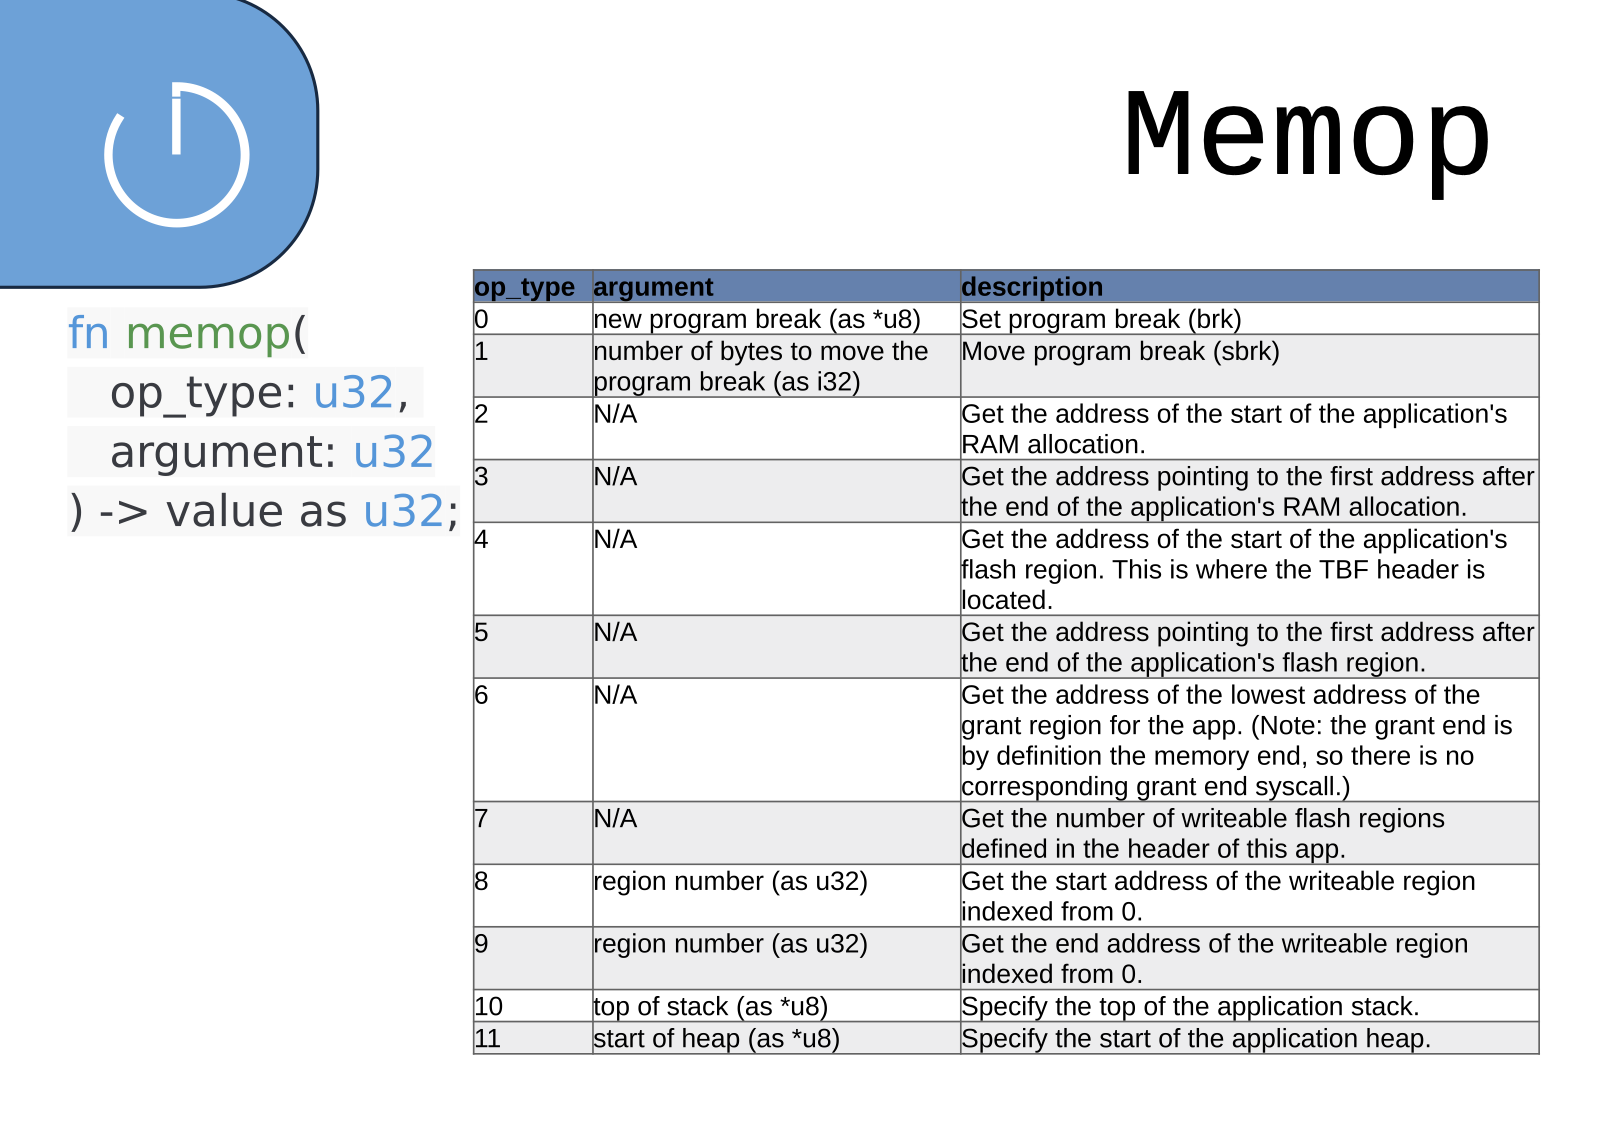 Memop
fn memop(
op_type: u32,
argument: u32
) -> value as u32;
op_type argument description
0 new program break (as *u8) Set program break (brk)
1 number of bytes to move the Move program break (sbrk)
program break (as i32)
2 N/A Get the address of the start of the application's
RAM allocation.
3 N/A Get the address pointing to the first address after
the end of the application's RAM allocation.
4 N/A Get the address of the start of the application's
flash region. This is where the TBF header is
located.
5 N/A Get the address pointing to the first address after
the end of the application's flash region.
6 N/A Get the address of the lowest address of the
grant region for the app. (Note: the grant end is
by definition the memory end, so there is no
corresponding grant end syscall.)
7 N/A Get the number of writeable flash regions
defined in the header of this app.
8 region number (as u32) Get the start address of the writeable region
indexed from 0.
9 region number (as u32) Get the end address of the writeable region
indexed from 0.
10 top of stack (as *u8) Specify the top of the application stack.
11 start of heap (as *u8) Specify the start of the application heap.